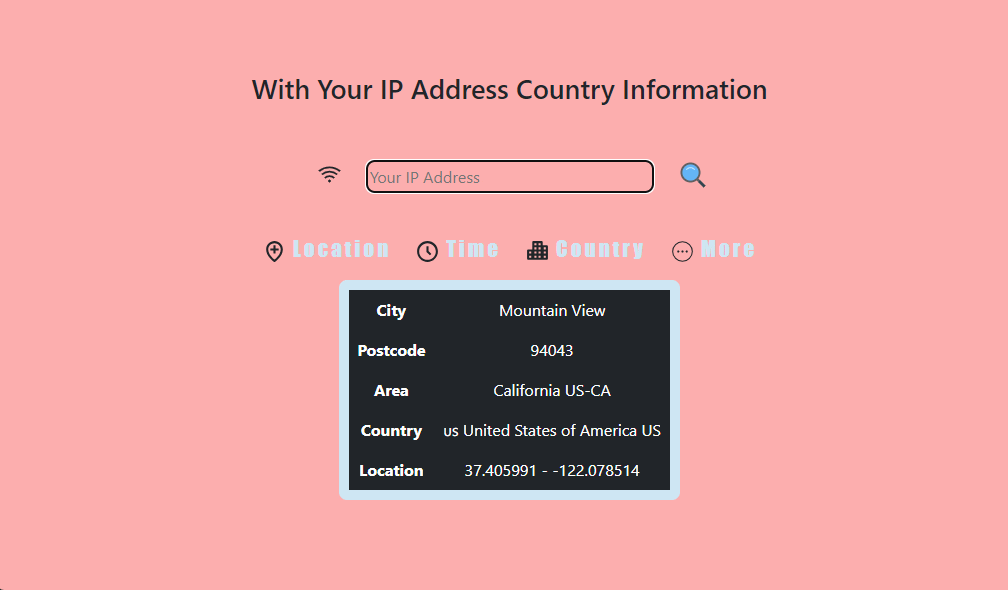 With Your IP Address Country Information
Your IP Address
Location Time Country More
City Mountain View
Postcode 94043
Area California US-CA
Country us United States of America US
Location 37.405991 - -122.078514